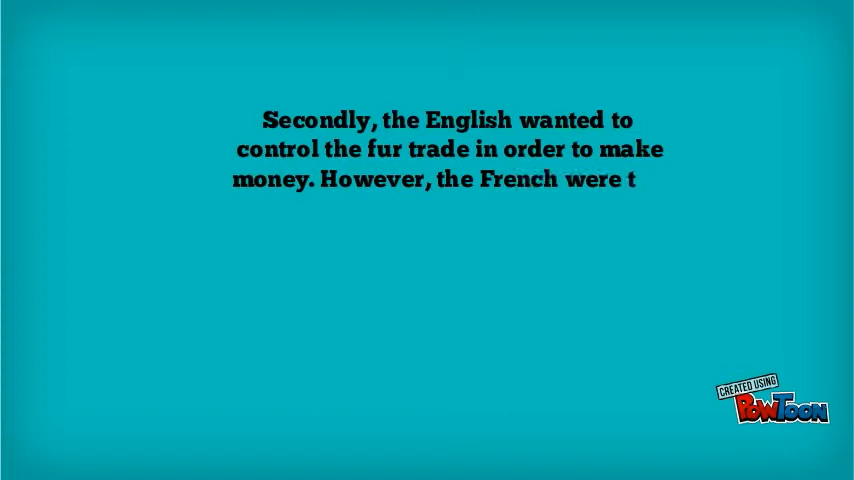 Secondly, the English wanted to
control the fur trade in order to make
money. However, the French were t
CREATED USING
POWTOON